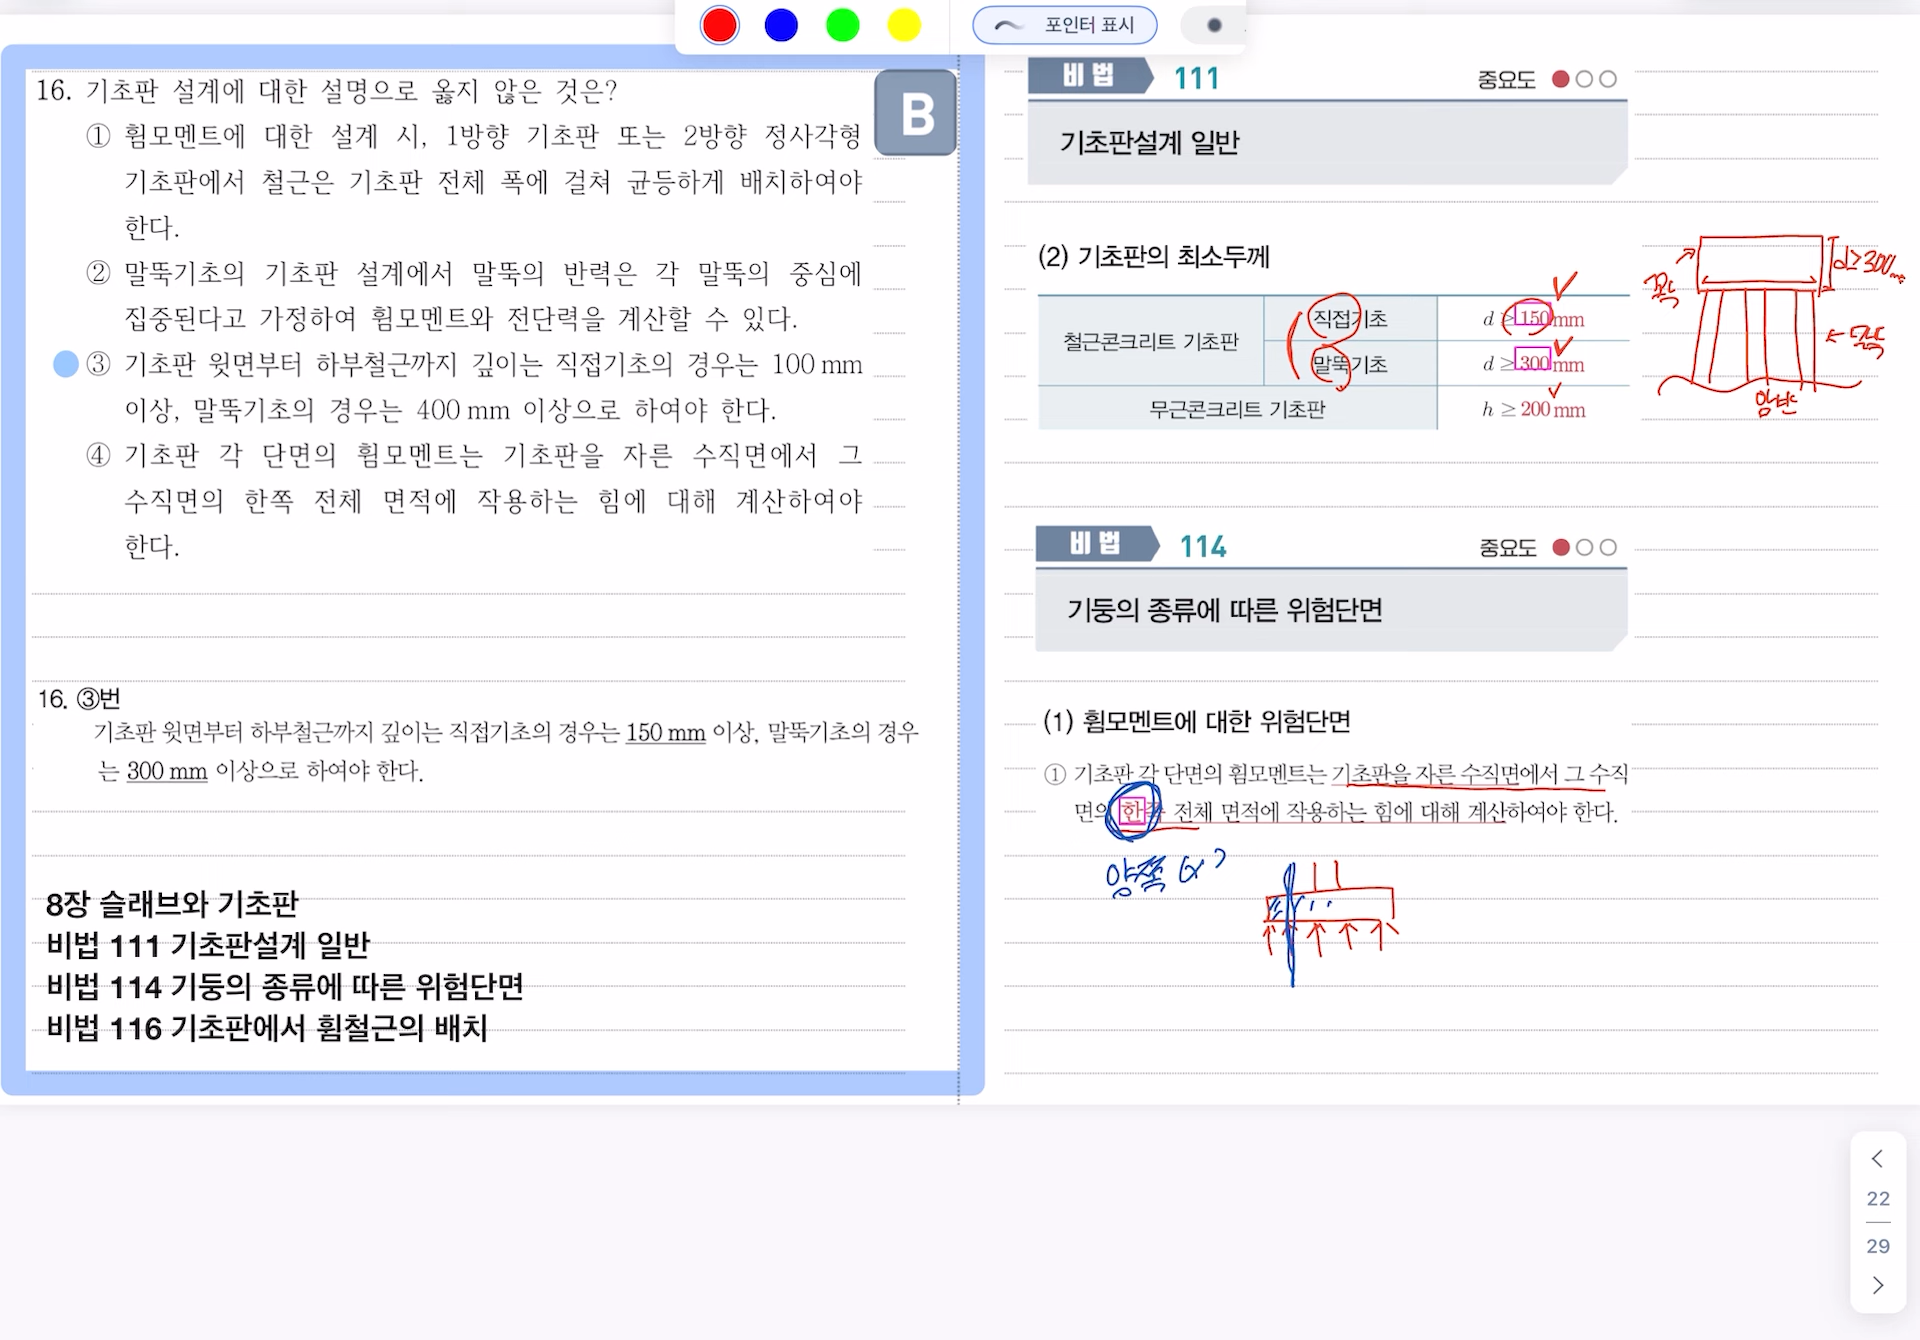 포인터 표시
16. 기초판 설계에 대한 설명으로 옳지 않은 것은?
B
① 휨모멘트에 대한 설계 시, 1방향 기초판 또는 2방향 정사각형
기초판에서 철근은 기초판 전체 폭에 걸쳐 균등하게 배치하여야
한다.
② 말뚝기초의 기초판 설계에서 말뚝의 반력은 각 말뚝의 중심에
집중된다고 가정하여 휨모멘트와 전단력을 계산할 수 있다.
③ 기초판 윗면부터 하부철근까지 깊이는 직접기초의 경우는 100 mm
이상, 말뚝기초의 경우는 400 mm 이상으로 하여야 한다.
④ 기초판 각 단면의 휨모멘트는 기초판을 자른 수직면에서 그
수직면의 한쪽 전체 면적에 작용하는 힘에 대해 계산하여야
한다.
16. ③번
기초판 윗면부터 하부철근까지 깊이는 직접기초의 경우는 150 mm 이상, 말뚝기초의 경우
는 300 mm 이상으로 하여야 한다.
8장 슬래브와 기초판
비법 111 기초판설계 일반
비법 114 기둥의 종류에 따른 위험단면
비법 116 기초판에서 휨철근의 배치
비법 111 중요도
기초판설계 일반
(2) 기초판의 최소두께
철근콘크리트 기초판 직접기초 d ≥ 150 mm
말뚝기초 d ≥ 300 mm
무근콘크리트 기초판 h ≥ 200 mm
d≥300mm
암반
비법 114 중요도
기둥의 종류에 따른 위험단면
(1) 휨모멘트에 대한 위험단면
① 기초판 각 단면의 휨모멘트는 기초판을 자른 수직면에서 그 수직
면의 한쪽 전체 면적에 작용하는 힘에 대해 계산하여야 한다.
양쪽 (x)
22
29